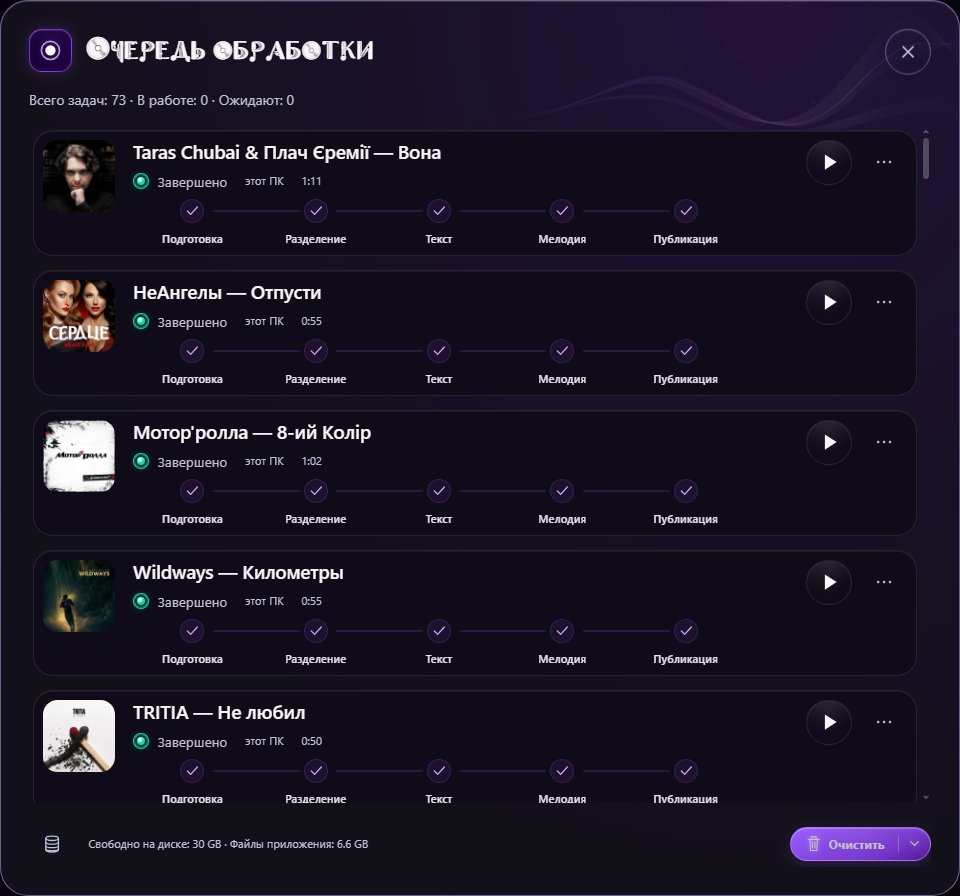 Очередь обработки
Всего задач: 73 · В работе: 0 · Ожидают: 0
Taras Chubai & Плач Єремії — Вона
Завершено этот ПК 1:11
Подготовка Разделение Текст Мелодия Публикация
СЕРДЦЕ
НЕАНГЕЛЫ
НеАнгелы — Отпусти
Завершено этот ПК 0:55
Подготовка Разделение Текст Мелодия Публикация
Мотор'ролла
Мотор'ролла — 8-ий Колір
Завершено этот ПК 1:02
Подготовка Разделение Текст Мелодия Публикация
WILDWAYS
Wildways — Километры
Завершено этот ПК 0:55
Подготовка Разделение Текст Мелодия Публикация
TRITIA
TRITIA — Не любил
Завершено этот ПК 0:50
Подготовка Разделение Текст Мелодия Публикация
Свободно на диске: 30 GB · Файлы приложения: 6.6 GB
Очистить